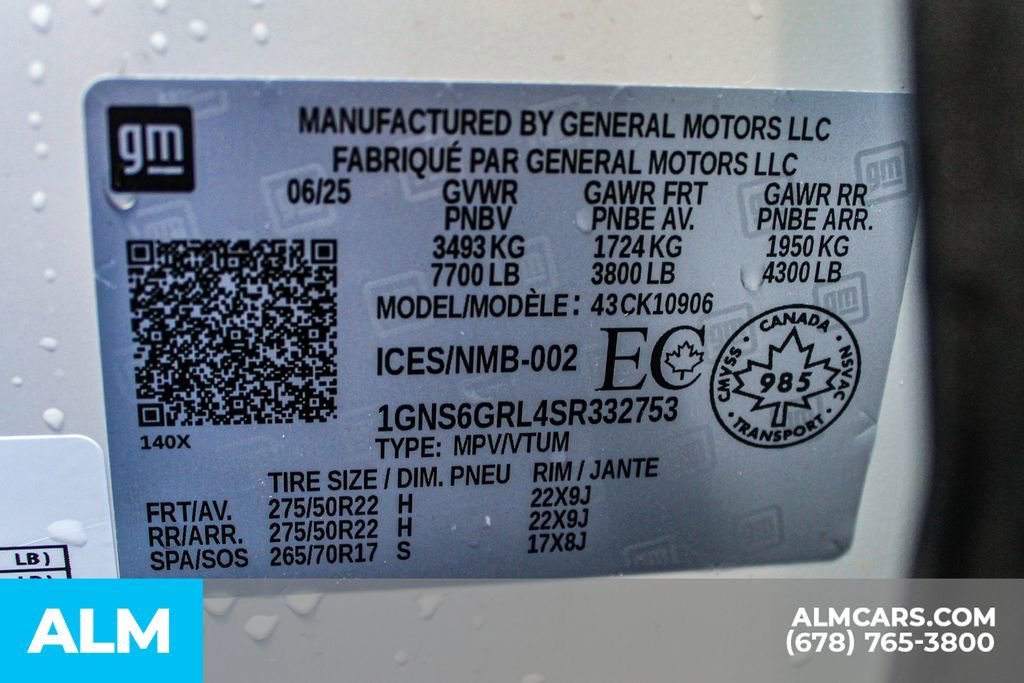 gm
MANUFACTURED BY GENERAL MOTORS LLC
FABRIQUÉ PAR GENERAL MOTORS LLC
06/25 GVWR GAWR FRT GAWR RR
PNBV PNBE AV. PNBE ARR.
3493 KG 1724 KG 1950 KG
7700 LB 3800 LB 4300 LB
MODEL/MODÈLE: 43CK10906
ICES/NMB-002 EC
CANADA
CMVSS 985 NSVAC
TRANSPORT
1GNS6GRL4SR332753
140X
TYPE: MPV/VTUM
TIRE SIZE / DIM. PNEU RIM / JANTE
FRT/AV. 275/50R22 H 22X9J
RR/ARR. 275/50R22 H 22X9J
SPA/SOS 265/70R17 S 17X8J
LB)
ALM
ALMCARS.COM
(678) 765-3800